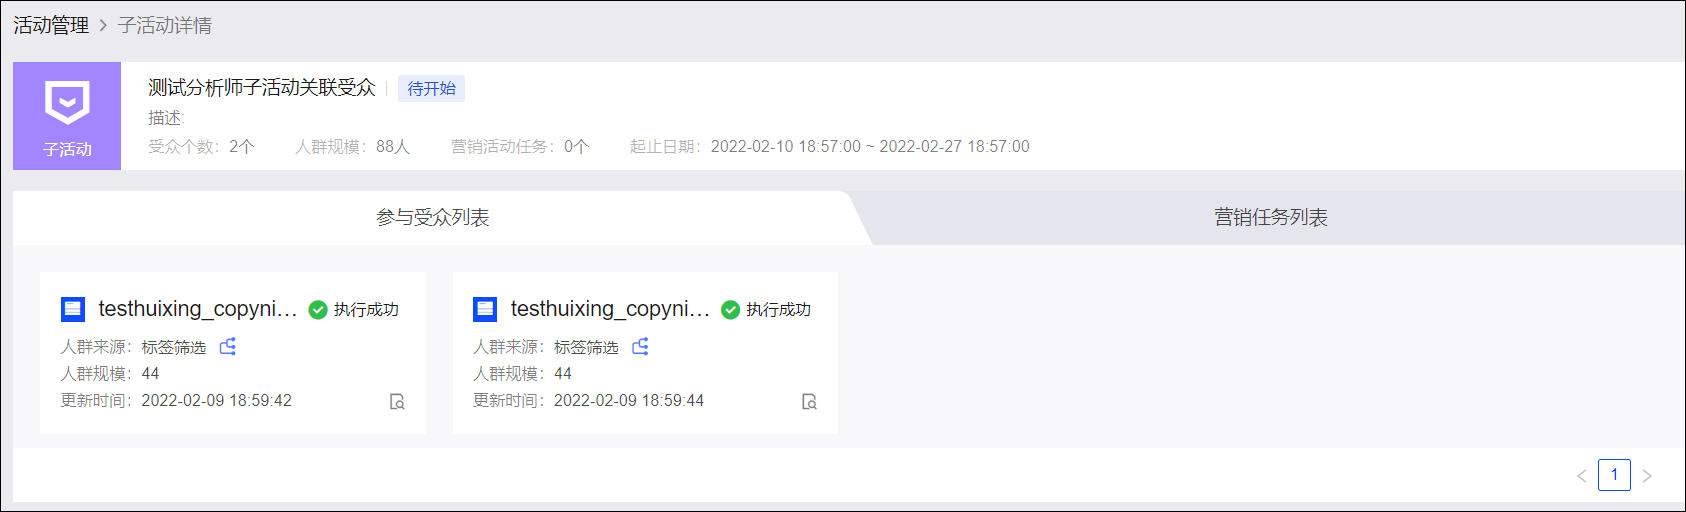 活动管理 > 子活动详情
测试分析师子活动关联受众 待开始
描述:
子活动
受众个数：2个 人群规模：88人 营销活动任务：0个 起止日期：2022-02-10 18:57:00 ~ 2022-02-27 18:57:00
参与受众列表 营销任务列表
testhuixing_copyni... 执行成功
人群来源：标签筛选
人群规模：44
更新时间：2022-02-09 18:59:42
testhuixing_copyni... 执行成功
人群来源：标签筛选
人群规模：44
更新时间：2022-02-09 18:59:44
< 1 >